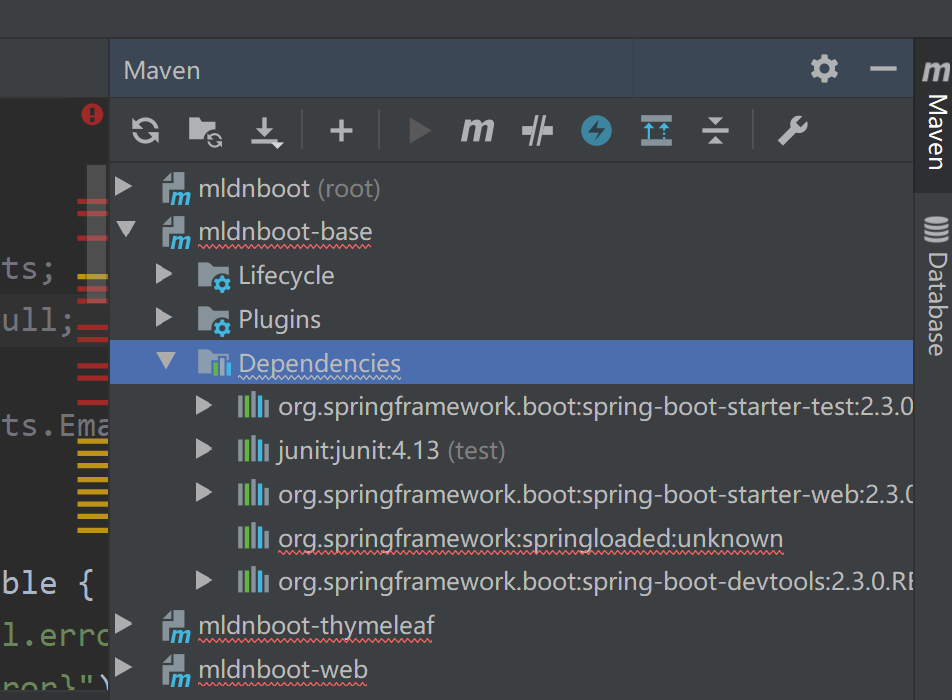 Maven
mldnboot (root)
mldnboot-base
Lifecycle
Plugins
Dependencies
org.springframework.boot:spring-boot-starter-test:2.3.0
junit:junit:4.13 (test)
org.springframework.boot:spring-boot-starter-web:2.3.0
org.springframework:springloaded:unknown
org.springframework.boot:spring-boot-devtools:2.3.0.RE
mldnboot-thymeleaf
mldnboot-web
ts;
ull;
ts.Ema
ble {
l.erro
ror}")
m Maven
Database